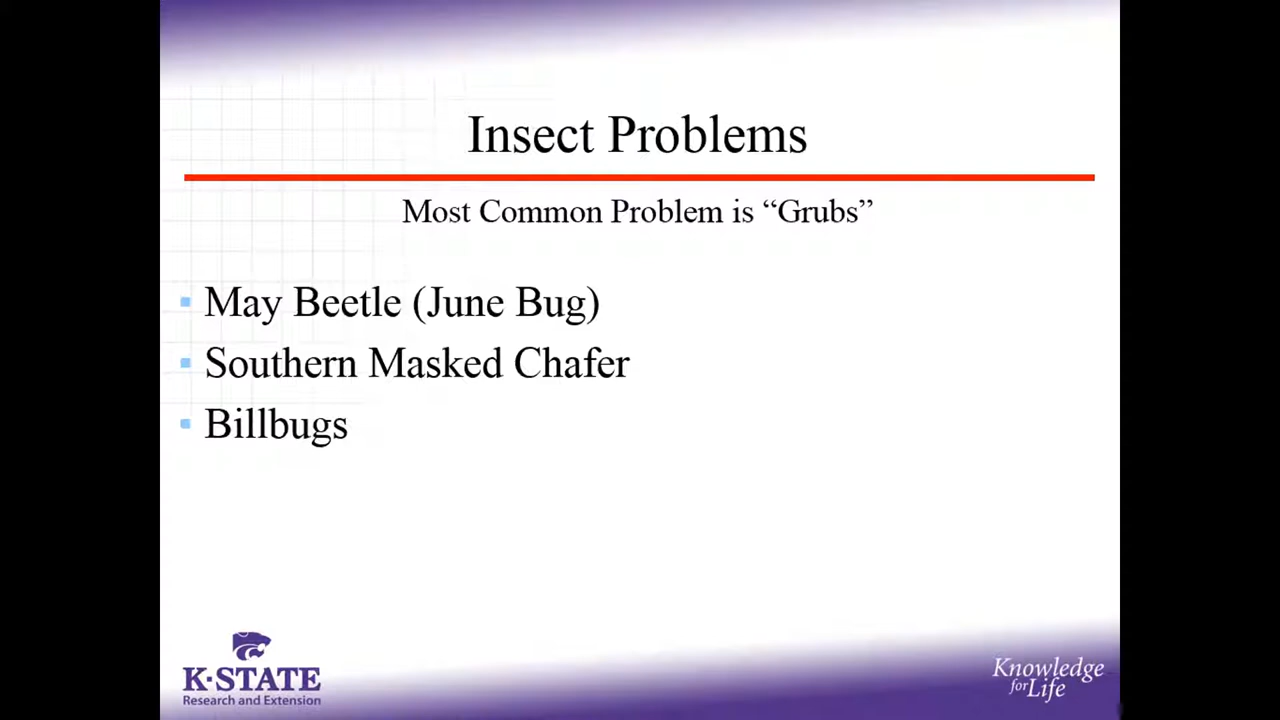 Insect Problems
Most Common Problem is “Grubs”
May Beetle (June Bug)
Southern Masked Chafer
Billbugs
K-STATE
Research and Extension
Knowledge
for Life